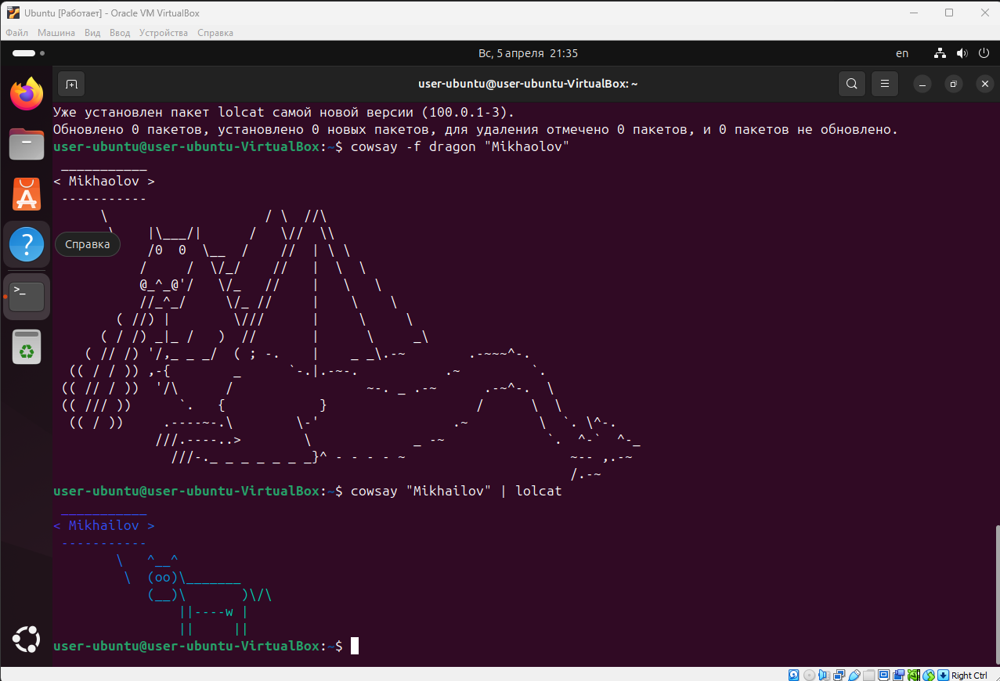 Ubuntu [Работает] - Oracle VM VirtualBox
Файл Машина Вид Ввод Устройства Справка
Вс, 5 апреля 21:35
en
user-ubuntu@user-ubuntu-VirtualBox: ~
Уже установлен пакет lolcat самой новой версии (100.0.1-3).
Обновлено 0 пакетов, установлено 0 новых пакетов, для удаления отмечено 0 пакетов, и 0 пакетов не обновлено.
user-ubuntu@user-ubuntu-VirtualBox:~$ cowsay -f dragon "Mikhaolov"
 ___________
< Mikhaolov >
 -----------
      \                    / \  //\
       \    |\___/|      /   \//  \\
            /0  0  \__  /    //  | \ \
           /     /  \/_/    //   |  \  \
           @_^_@'/   \/_   //    |   \   \
           //_^_/     \/_ //     |    \    \
        ( //) |        \///      |     \     \
      ( / /) _|_ /   )  //       |      \     _\
    ( // /) '/,_ _ _/  ( ; -.    |    _ _\.-~        .-~~~^-.
  (( / / )) ,-{        _      `-.|.-~-.           .~         `.
 (( // / ))  '/\      /                 ~-. _ .-~      .-~^-.  \
 (( /// ))      `.   {            }                   /      \  \
  (( / ))     .----~-.\        \-'                 .~         \  `. \^-.
             ///.----..>        \             _ -~             `.  ^-`  ^-_
               ///-._ _ _ _ _ _ _}^ - - - - ~                     ~-- ,.-~
                                                                  /.-~
user-ubuntu@user-ubuntu-VirtualBox:~$ cowsay "Mikhailov" | lolcat
 ___________
< Mikhailov >
 -----------
        \   ^__^
         \  (oo)\_______
            (__)\       )\/\
                ||----w |
                ||     ||
user-ubuntu@user-ubuntu-VirtualBox:~$
Справка
Right Ctrl